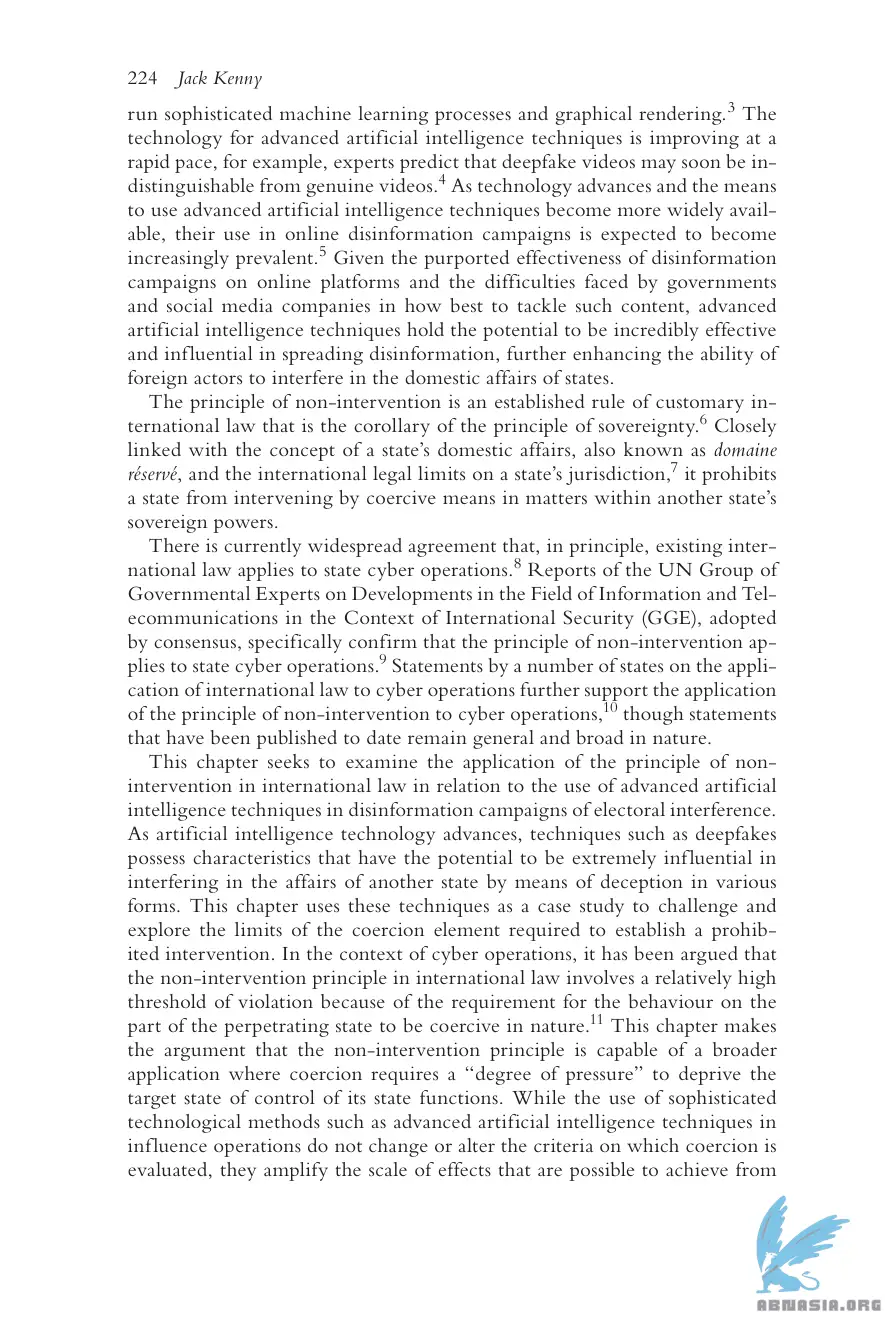 224 Jack Kenny
run sophisticated machine learning processes and graphical rendering.3 The
technology for advanced artificial intelligence techniques is improving at a
rapid pace, for example, experts predict that deepfake videos may soon be in-
distinguishable from genuine videos.4 As technology advances and the means
to use advanced artificial intelligence techniques become more widely avail-
able, their use in online disinformation campaigns is expected to become
increasingly prevalent.5 Given the purported effectiveness of disinformation
campaigns on online platforms and the difficulties faced by governments
and social media companies in how best to tackle such content, advanced
artificial intelligence techniques hold the potential to be incredibly effective
and influential in spreading disinformation, further enhancing the ability of
foreign actors to interfere in the domestic affairs of states.
The principle of non-intervention is an established rule of customary in-
ternational law that is the corollary of the principle of sovereignty.6 Closely
linked with the concept of a state's domestic affairs, also known as domaine
réservé, and the international legal limits on a state's jurisdiction,7 it prohibits
a state from intervening by coercive means in matters within another state's
sovereign powers.
There is currently widespread agreement that, in principle, existing inter-
national law applies to state cyber operations.8 Reports of the UN Group of
Governmental Experts on Developments in the Field of Information and Tel-
ecommunications in the Context of International Security (GGE), adopted
by consensus, specifically confirm that the principle of non-intervention ap-
plies to state cyber operations.9 Statements by a number of states on the appli-
cation of international law to cyber operations further support the application
of the principle of non-intervention to cyber operations,10 though statements
that have been published to date remain general and broad in nature.
This chapter seeks to examine the application of the principle of non-
intervention in international law in relation to the use of advanced artificial
intelligence techniques in disinformation campaigns of electoral interference.
As artificial intelligence technology advances, techniques such as deepfakes
possess characteristics that have the potential to be extremely influential in
interfering in the affairs of another state by means of deception in various
forms. This chapter uses these techniques as a case study to challenge and
explore the limits of the coercion element required to establish a prohib-
ited intervention. In the context of cyber operations, it has been argued that
the non-intervention principle in international law involves a relatively high
threshold of violation because of the requirement for the behaviour on the
part of the perpetrating state to be coercive in nature.11 This chapter makes
the argument that the non-intervention principle is capable of a broader
application where coercion requires a “degree of pressure” to deprive the
target state of control of its state functions. While the use of sophisticated
technological methods such as advanced artificial intelligence techniques in
influence operations do not change or alter the criteria on which coercion is
evaluated, they amplify the scale of effects that are possible to achieve from
ABNASIA.ORG